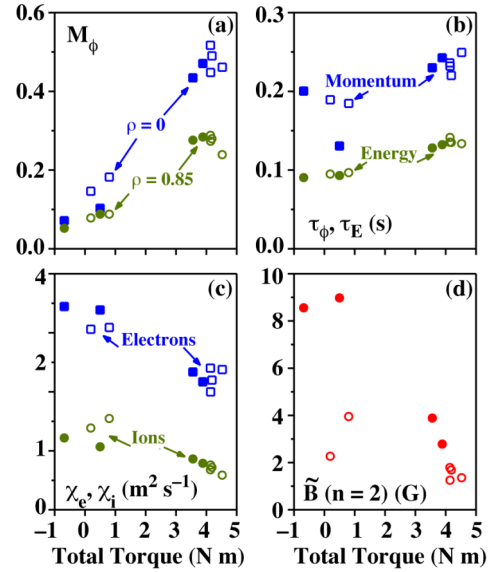 0.6
M_ϕ
(a)
0.4
ρ = 0
0.2
ρ = 0.85
0.0
0.3
(b)
0.2
Momentum
0.1
Energy
τ_ϕ, τ_E (s)
0.0
4
(c)
Electrons
2
Ions
1
χ_e, χ_i (m² s⁻¹)
0
−1 0 1 2 3 4 5
Total Torque (N m)
10
(d)
8
6
4
2
B̃ (n = 2) (G)
0
−1 0 1 2 3 4 5
Total Torque (N m)